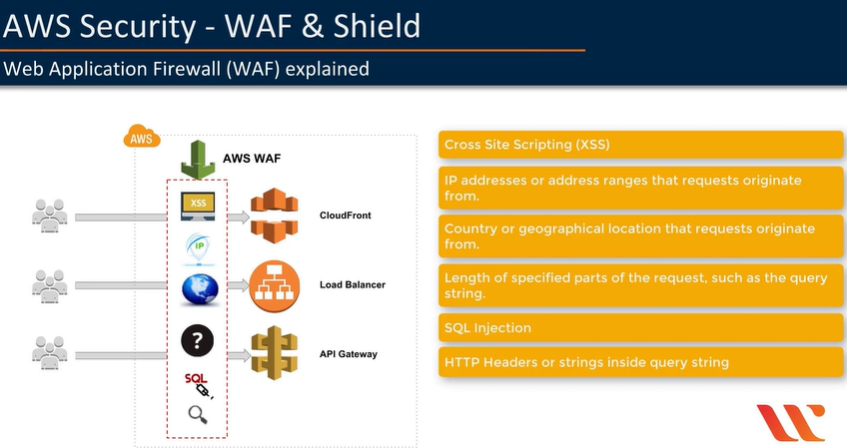 AWS Security - WAF & Shield
Web Application Firewall (WAF) explained
AWS
AWS WAF
XSS
IP
?
SQL
CloudFront
Load Balancer
API Gateway
Cross Site Scripting (XSS)
IP addresses or address ranges that requests originate
from.
Country or geographical location that requests originate
from.
Length of specified parts of the request, such as the query
string.
SQL Injection
HTTP Headers or strings inside query string